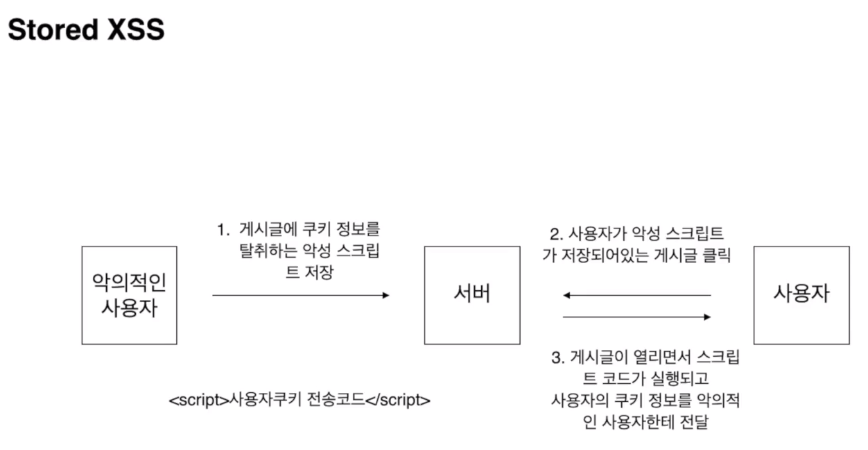 Stored XSS
1. 게시글에 쿠키 정보를
탈취하는 악성 스크립
트 저장
2. 사용자가 악성 스크립트
가 저장되어있는 게시글 클릭
악의적인
사용자
서버
사용자
3. 게시글이 열리면서 스크립
트 코드가 실행되고
사용자의 쿠키 정보를 악의적
인 사용자한테 전달
<script>사용자쿠키 전송코드</script>